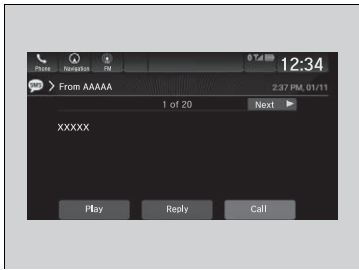 Phone Navigation FM 12:34
SMS From AAAAA 2:37 PM, 01/11
1 of 20 Next
XXXXX
Play Reply Call